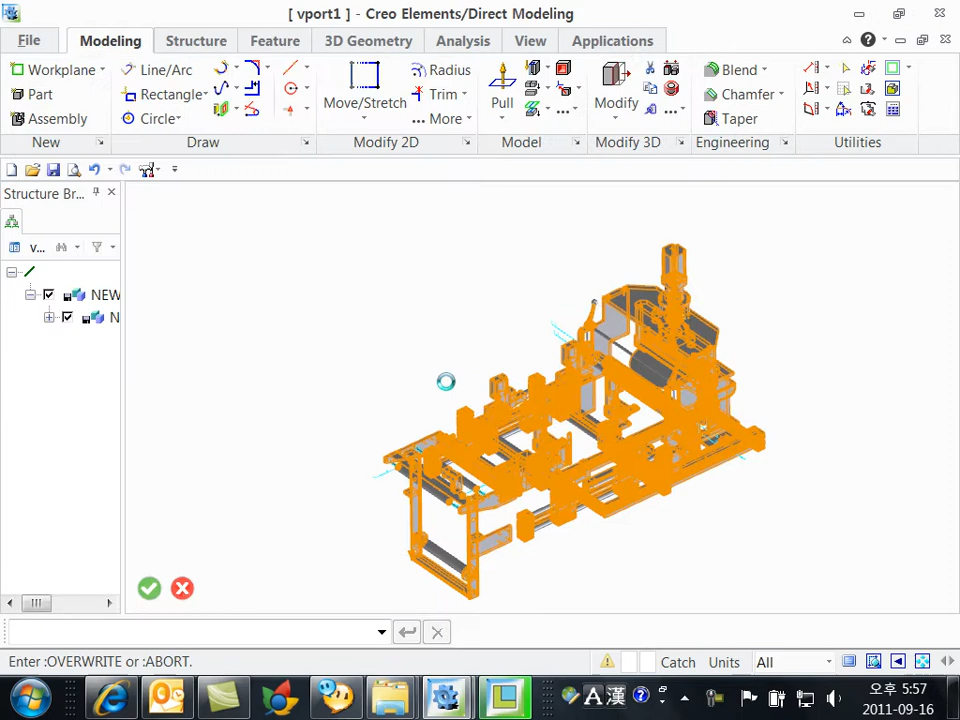 [ vport1 ] - Creo Elements/Direct Modeling
File Modeling Structure Feature 3D Geometry Analysis View Applications
Workplane Line/Arc Radius Blend
Part Rectangle Move/Stretch Trim Pull Modify Chamfer
Assembly Circle More Taper
New Draw Modify 2D Model Modify 3D Engineering Utilities
Structure Br...
v...
NEW
N
Enter :OVERWRITE or :ABORT.
Catch Units All
A 漢
오후 5:57
2011-09-16